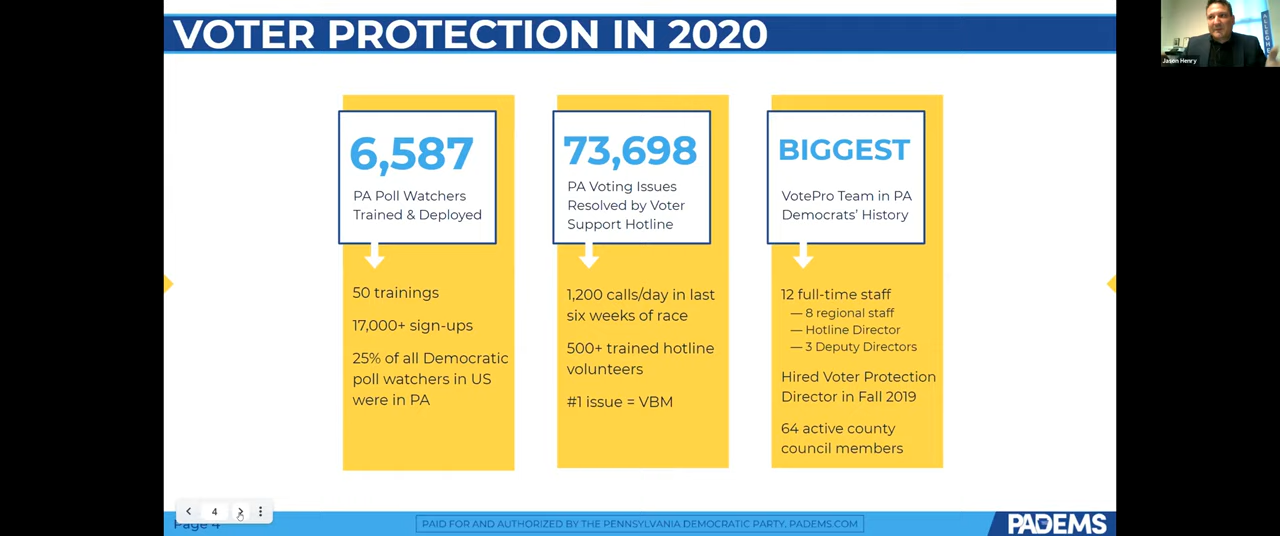 VOTER PROTECTION IN 2020
Jason Henry
6,587
PA Poll Watchers
Trained & Deployed
50 trainings
17,000+ sign-ups
25% of all Democratic
poll watchers in US
were in PA
73,698
PA Voting Issues
Resolved by Voter
Support Hotline
1,200 calls/day in last
six weeks of race
500+ trained hotline
volunteers
#1 issue = VBM
BIGGEST
VotePro Team in PA
Democrats' History
12 full-time staff
— 8 regional staff
— Hotline Director
— 3 Deputy Directors
Hired Voter Protection
Director in Fall 2019
64 active county
council members
4
Page 4
PAID FOR AND AUTHORIZED BY THE PENNSYLVANIA DEMOCRATIC PARTY. PADEMS.COM
PADEMS